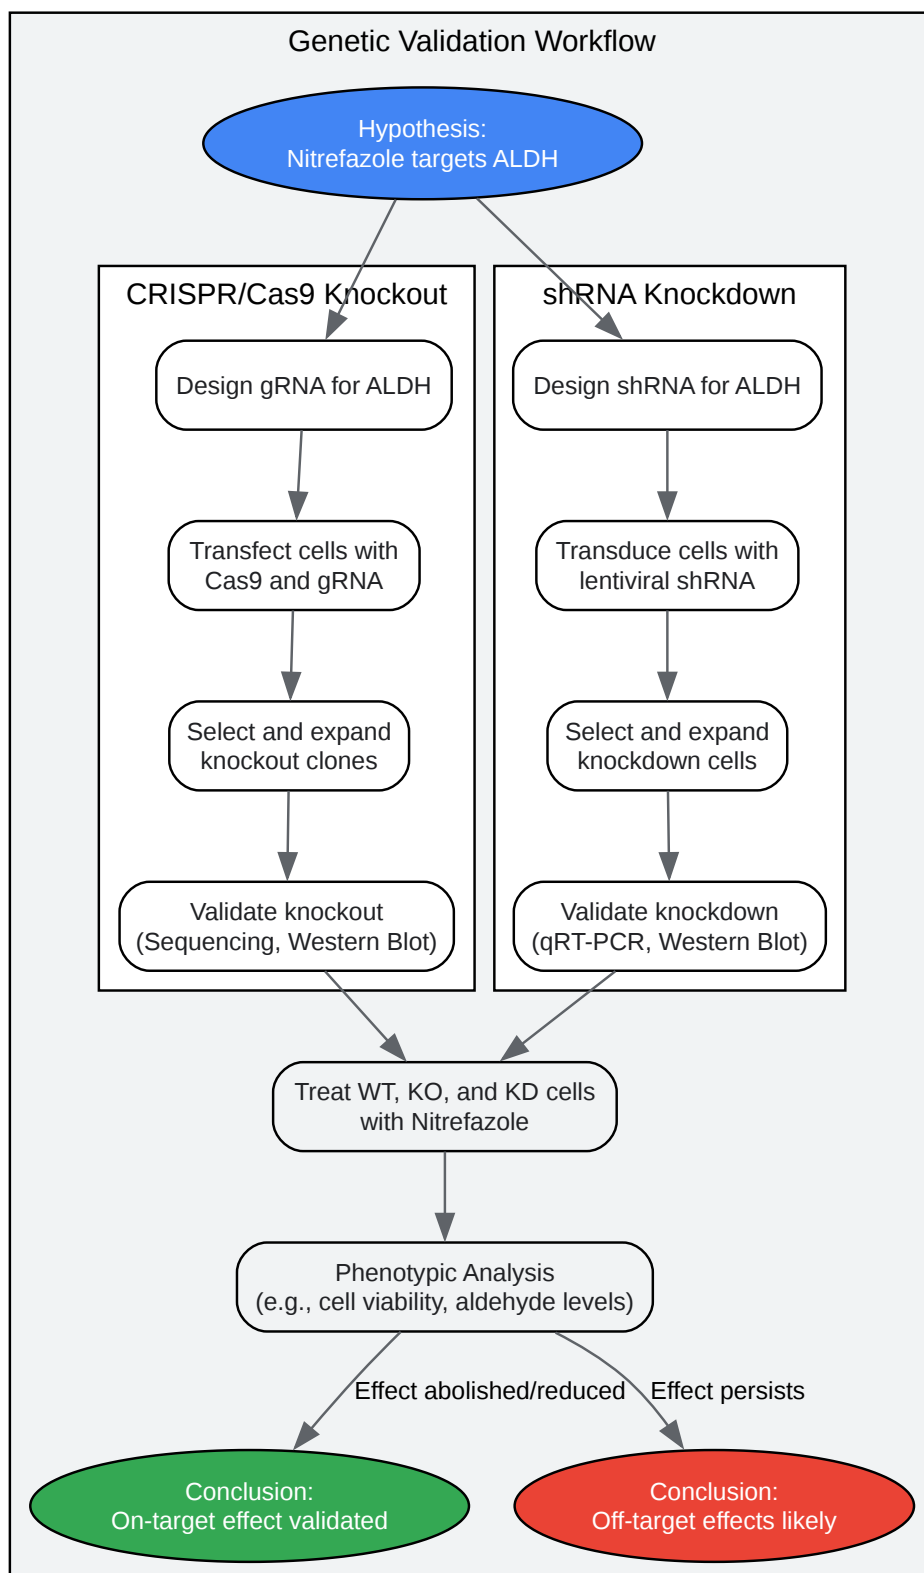 Genetic Validation Workflow
Hypothesis:
Nitrefazole targets ALDH
CRISPR/Cas9 Knockout
Design gRNA for ALDH
Transfect cells with
Cas9 and gRNA
Select and expand
knockout clones
Validate knockout
(Sequencing, Western Blot)
shRNA Knockdown
Design shRNA for ALDH
Transduce cells with
lentiviral shRNA
Select and expand
knockdown cells
Validate knockdown
(qRT-PCR, Western Blot)
Treat WT, KO, and KD cells
with Nitrefazole
Phenotypic Analysis
(e.g., cell viability, aldehyde levels)
Effect abolished/reduced
Effect persists
Conclusion:
On-target effect validated
Conclusion:
Off-target effects likely